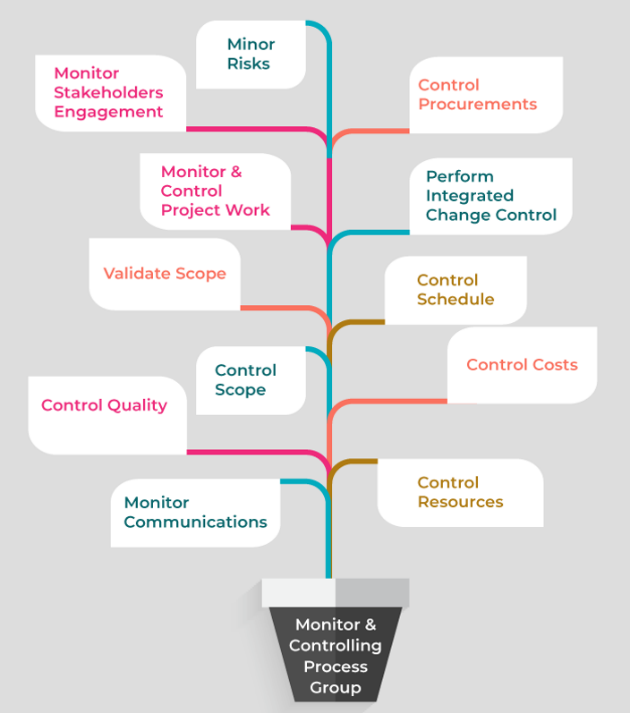 Minor
Risks
Monitor
Stakeholders
Engagement
Control
Procurements
Monitor &
Control
Project Work
Perform
Integrated
Change Control
Validate Scope
Control
Schedule
Control
Scope
Control Costs
Control Quality
Control
Resources
Monitor
Communications
Monitor &
Controlling
Process
Group